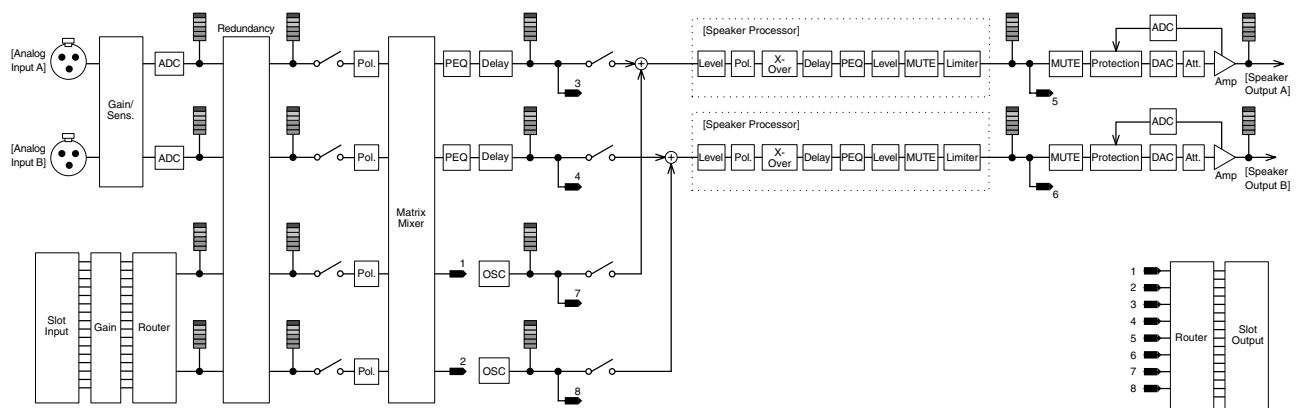 Redundancy
[Speaker Processor]
ADC
[Analog
Input A]
Gain/
Sens.
ADC
Pol.
Matrix
Mixer
PEQ
Delay
3
Level
Pol.
X-
Over
Delay
PEQ
Level
MUTE
Limiter
5
MUTE
Protection
DAC
Att.
Amp
[Speaker
Output A]
[Speaker Processor]
ADC
[Analog
Input B]
ADC
Pol.
PEQ
Delay
4
Level
Pol.
X-
Over
Delay
PEQ
Level
MUTE
Limiter
6
MUTE
Protection
DAC
Att.
Amp
[Speaker
Output B]
Pol.
1
OSC
7
Slot
Input
Gain
Router
Pol.
2
OSC
8
1
2
3
4
5
6
7
8
Router
Slot
Output